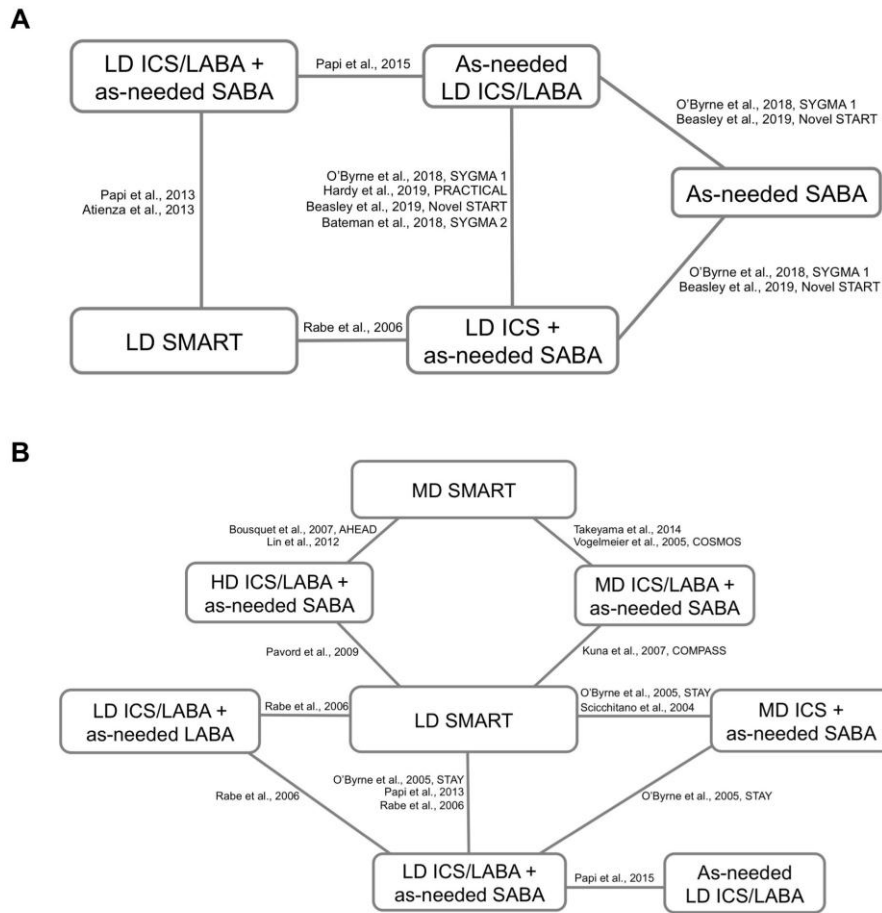 A
LD ICS/LABA +
as-needed SABA
Papi et al., 2015
As-needed
LD ICS/LABA
O'Byrne et al., 2018, SYGMA 1
Beasley et al., 2019, Novel START
Papi et al., 2013
Atienza et al., 2013
O'Byrne et al., 2018, SYGMA 1
Hardy et al., 2019, PRACTICAL
Beasley et al., 2019, Novel START
Bateman et al., 2018, SYGMA 2
As-needed SABA
O'Byrne et al., 2018, SYGMA 1
Beasley et al., 2019, Novel START
LD SMART
Rabe et al., 2006
LD ICS +
as-needed SABA
B
MD SMART
Bousquet et al., 2007, AHEAD
Lin et al., 2012
Takeyama et al., 2014
Vogelmeier et al., 2005, COSMOS
HD ICS/LABA +
as-needed SABA
MD ICS/LABA +
as-needed SABA
Pavord et al., 2009
Kuna et al., 2007, COMPASS
LD ICS/LABA +
as-needed LABA
Rabe et al., 2006
LD SMART
O'Byrne et al., 2005, STAY
Scicchitano et al., 2004
MD ICS +
as-needed SABA
Rabe et al., 2006
O'Byrne et al., 2005, STAY
Papi et al., 2013
Rabe et al., 2006
O'Byrne et al., 2005, STAY
LD ICS/LABA +
as-needed SABA
Papi et al., 2015
As-needed
LD ICS/LABA